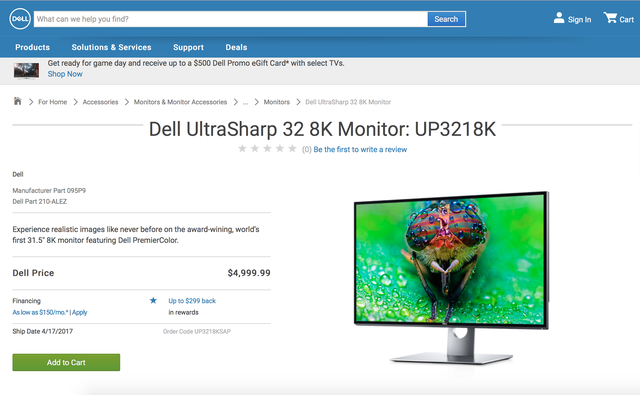 DELL
What can we help you find?
Search
Sign In
Cart
Products
Solutions & Services
Support
Deals
Get ready for game day and receive up to a $500 Dell Promo eGift Card* with select TVs.
Shop Now
For Home
Accessories
Monitors & Monitor Accessories
...
Monitors
Dell UltraSharp 32 8K Monitor
Dell UltraSharp 32 8K Monitor: UP3218K
(0) Be the first to write a review
Dell
Manufacturer Part 095P9
Dell Part 210-ALEZ
Experience realistic images like never before on the award-wining, world's
first 31.5" 8K monitor featuring Dell PremierColor.
Dell Price $4,999.99
Financing
As low as $150/mo.* | Apply
Up to $299 back
in rewards
Ship Date 4/17/2017
Order Code UP3218KSAP
Add to Cart